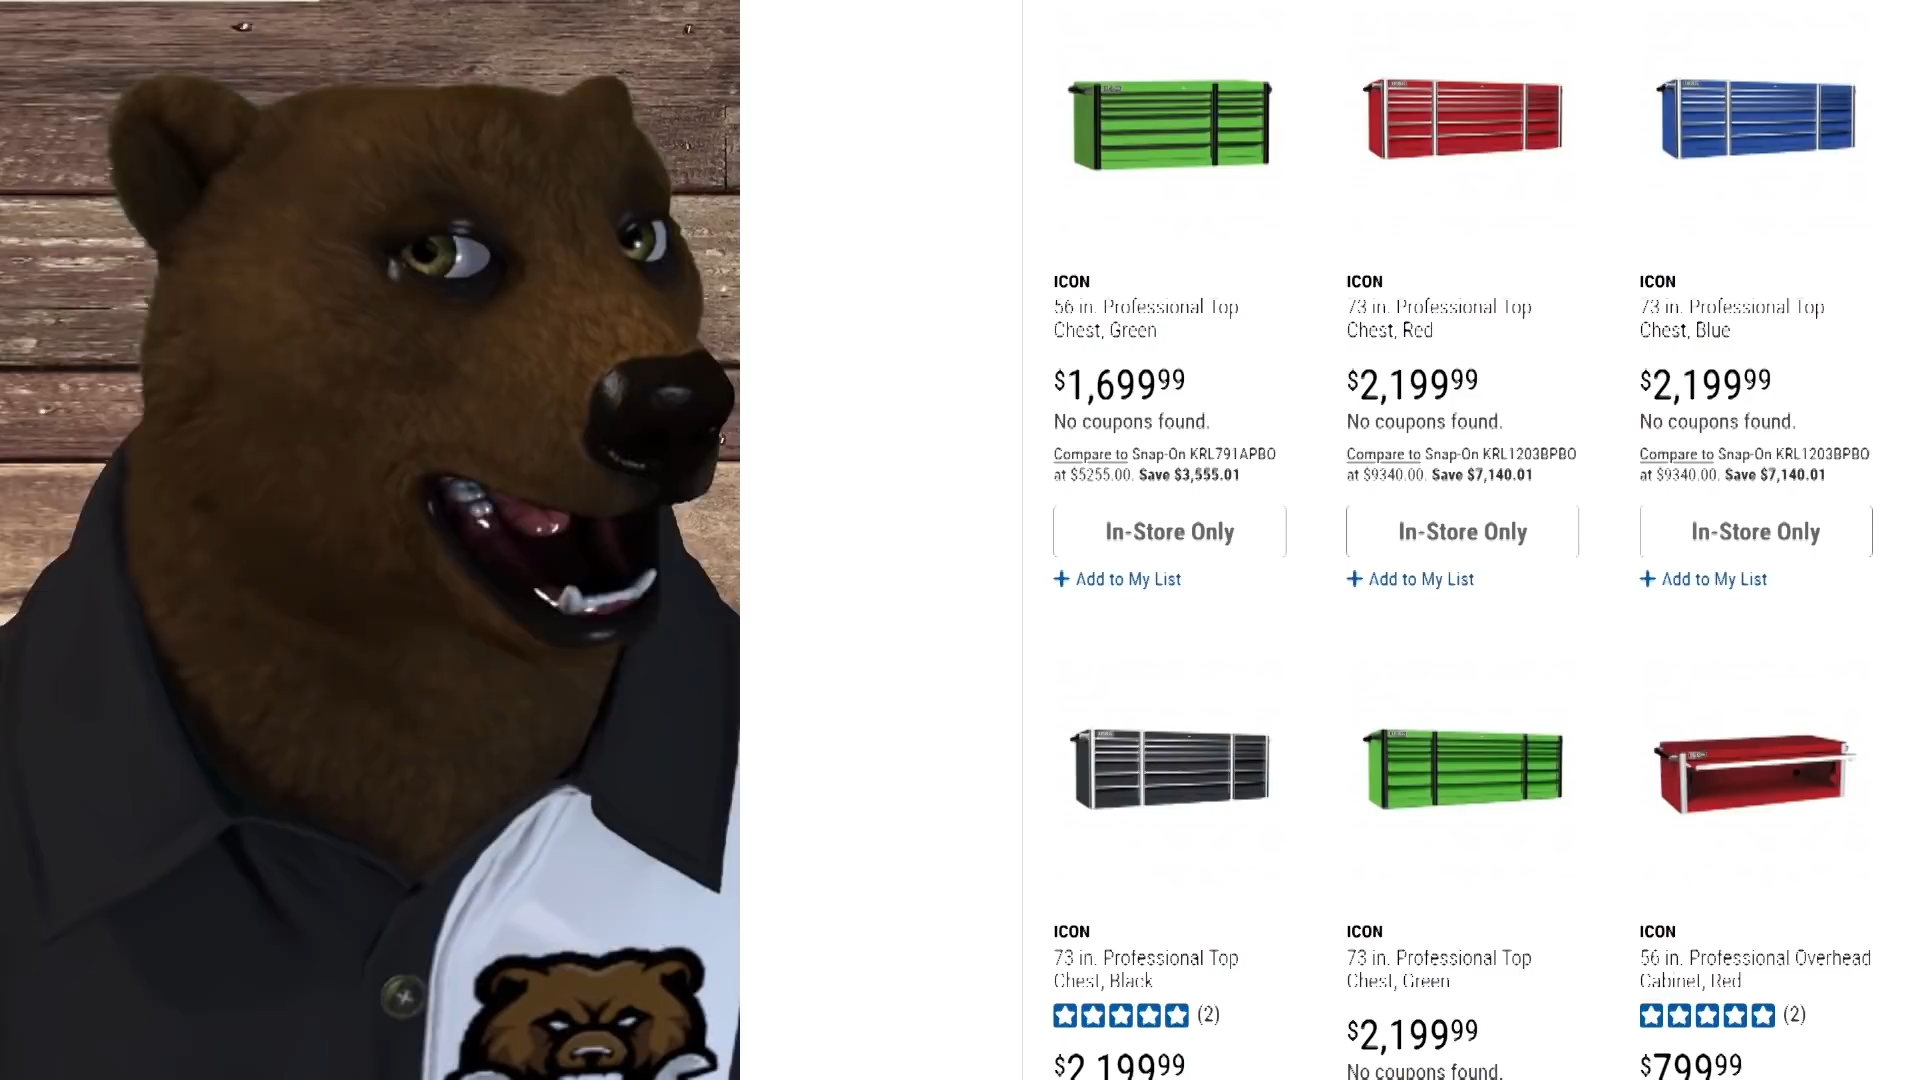 ICON
56 in. Professional Top
Chest, Green
$1,699.99
No coupons found.
Compare to Snap-On KRL791APBO
at $5255.00. Save $3,555.01
In-Store Only
+ Add to My List
ICON
73 in. Professional Top
Chest, Red
$2,199.99
No coupons found.
Compare to Snap-On KRL1203BPBO
at $9340.00. Save $7,140.01
In-Store Only
+ Add to My List
ICON
73 in. Professional Top
Chest, Blue
$2,199.99
No coupons found.
Compare to Snap-On KRL1203BPBO
at $9340.00. Save $7,140.01
In-Store Only
+ Add to My List
ICON
73 in. Professional Top
Chest, Black
(2)
$2,199.99
ICON
73 in. Professional Top
Chest, Green
$2,199.99
No coupons found.
ICON
56 in. Professional Overhead
Cabinet, Red
(2)
$799.99